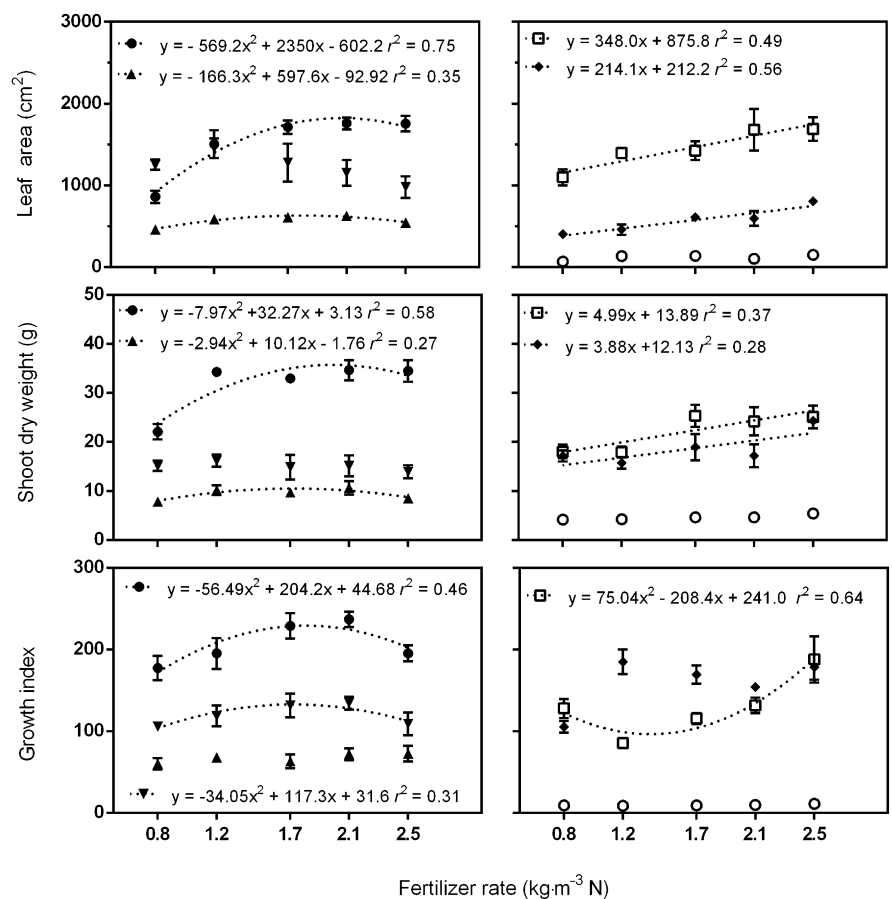 3000
2000
1000
0
Leaf area (cm²)
y = - 569.2x² + 2350x - 602.2 r² = 0.75
y = - 166.3x² + 597.6x - 92.92 r² = 0.35
y = 348.0x + 875.8 r² = 0.49
y = 214.1x + 212.2 r² = 0.56
50
40
30
20
10
0
Shoot dry weight (g)
y = -7.97x² +32.27x + 3.13 r² = 0.58
y = -2.94x² + 10.12x - 1.76 r² = 0.27
y = 4.99x + 13.89 r² = 0.37
y = 3.88x +12.13 r² = 0.28
300
200
100
0
Growth index
y = -56.49x² + 204.2x + 44.68 r² = 0.46
y = -34.05x² + 117.3x + 31.6 r² = 0.31
y = 75.04x² - 208.4x + 241.0 r² = 0.64
0.8 1.2 1.7 2.1 2.5
0.8 1.2 1.7 2.1 2.5
Fertilizer rate (kg·m⁻³ N)